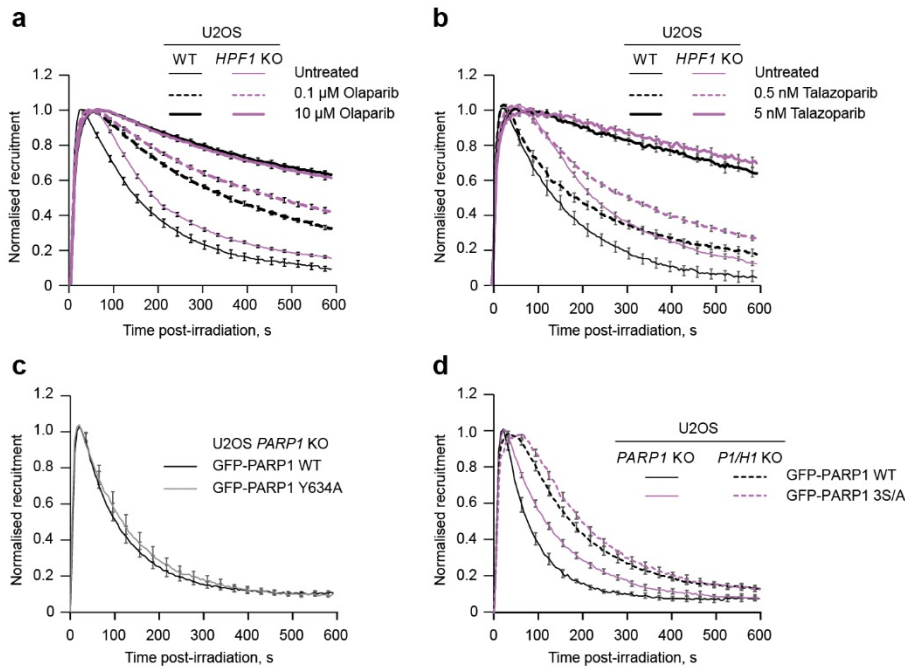 a
U2OS
WT HPF1 KO
Untreated
0.1 μM Olaparib
10 μM Olaparib
Normalised recruitment
1.2
1.0
0.8
0.6
0.4
0.2
0
0 100 200 300 400 500 600
Time post-irradiation, s
b
U2OS
WT HPF1 KO
Untreated
0.5 nM Talazoparib
5 nM Talazoparib
Normalised recruitment
1.2
1.0
0.8
0.6
0.4
0.2
0
0 100 200 300 400 500 600
Time post-irradiation, s
c
U2OS PARP1 KO
GFP-PARP1 WT
GFP-PARP1 Y634A
Normalised recruitment
1.2
1.0
0.8
0.6
0.4
0.2
0
0 100 200 300 400 500 600
Time post-irradiation, s
d
U2OS
PARP1 KO P1/H1 KO
GFP-PARP1 WT
GFP-PARP1 3S/A
Normalised recruitment
1.2
1.0
0.8
0.6
0.4
0.2
0
0 100 200 300 400 500 600
Time post-irradiation, s